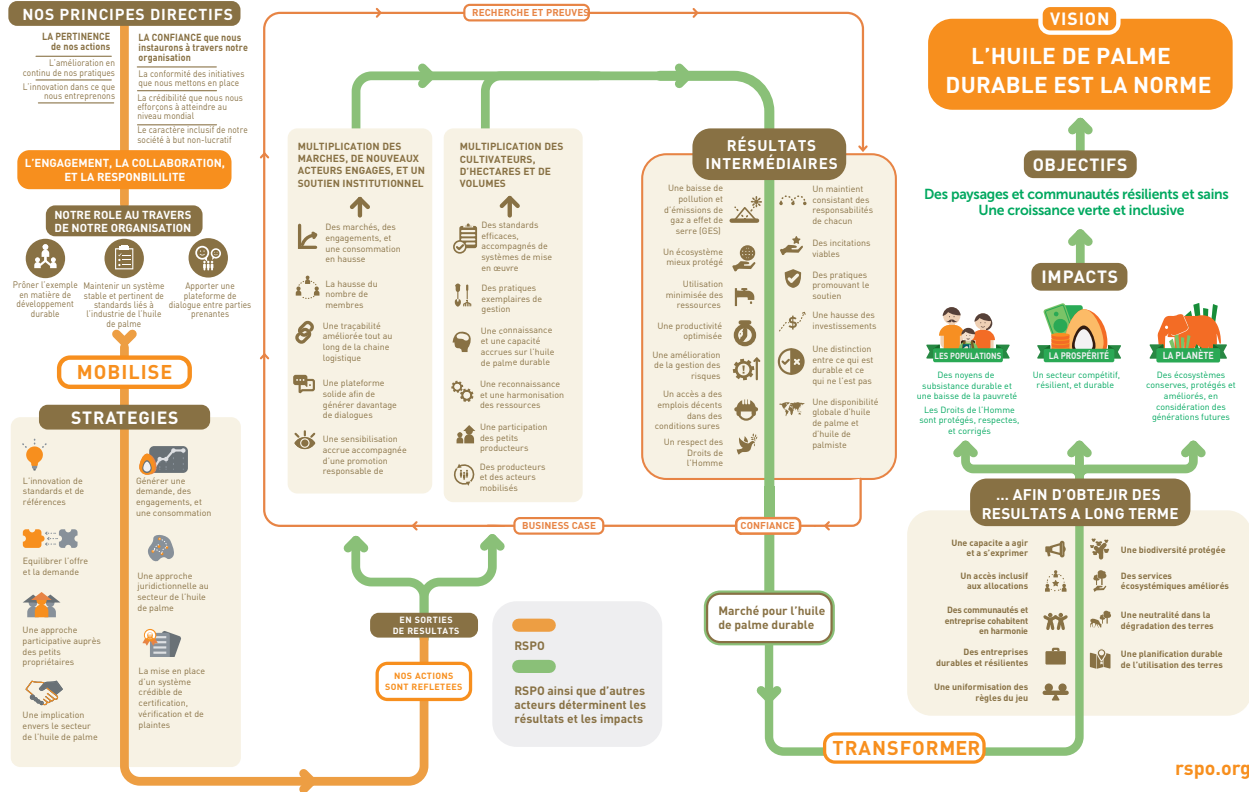 NOS PRINCIPES DIRECTIFS
LA PERTINENCE
de nos actions
L'amélioration en
continu de nos pratiques
L'innovation dans ce que
nous entreprenons
LA CONFIANCE que nous
instaurons à travers notre
organisation
La conformité des initiatives
que nous mettons en place
La crédibilité que nous nous
efforçons à atteindre au
niveau mondial
Le caractère inclusif de notre
société à but non-lucratif
L'ENGAGEMENT, LA COLLABORATION,
ET LA RESPONBILILITE
NOTRE ROLE AU TRAVERS
DE NOTRE ORGANISATION
Prôner l'exemple
en matière de
développement
durable
Maintenir un système
stable et pertinent de
standards liés à
l'industrie de l'huile
de palme
Apporter une
plateforme de
dialogue entre parties
prenantes
MOBILISE
STRATEGIES
L'innovation de
standards et de
références
Equilibrer l'offre
et la demande
Une approche
participative auprès
des petits
propriétaires
Une implication
envers le secteur
de l'huile de palme
Générer une
demande, des
engagements, et
une consommation
Une approche
juridictionnelle au
secteur de l'huile
de palme
La mise en place
d'un système
crédible de
certification,
vérification et de
plaintes
RECHERCHE ET PREUVES
MULTIPLICATION DES
MARCHES, DE NOUVEAUX
ACTEURS ENGAGES, ET UN
SOUTIEN INSTITUTIONNEL
Des marchés, des
engagements, et
une consommation
en hausse
La hausse du
nombre de
membres
Une traçabilité
améliorée tout au
long de la chaine
logistique
Une plateforme
solide afin de
générer davantage
de dialogues
Une sensibilisation
accrue accompagnée
d'une promotion
responsable de
MULTIPLICATION DES
CULTIVATEURS,
D'HECTARES ET DE
VOLUMES
Des standards
efficaces,
accompagnés de
systèmes de mise
en œuvre
Des pratiques
exemplaires de
gestion
Une connaissance
et une capacité
accrues sur l'huile
de palme durable
Une reconnaissance
et une harmonisation
des ressources
Une participation
des petits
producteurs
Des producteurs
et des acteurs
mobilisés
BUSINESS CASE
CONFIANCE
EN SORTIES
DE RESULTATS
NOS ACTIONS
SONT REFLETEES
RSPO
RSPO ainsi que d'autres
acteurs déterminent les
résultats et les impacts
RÉSULTATS
INTERMÉDIAIRES
Une baisse de
pollution et
d'émissions de
gaz a effet de
serre (GES)
Un écosystème
mieux protégé
Utilisation
minimisée des
ressources
Une productivité
optimisée
Une amélioration
de la gestion des
risques
Un accès a des
emplois décents
dans des
conditions sures
Un respect des
Droits de
l'Homme
Un maintient
consistant des
responsabilités
de chacun
Des incitations
viables
Des pratiques
promouvant le
soutien
Une hausse des
investissements
Une distinction
entre ce qui est
durable et ce
qui ne l'est pas
Une disponibilité
globale d'huile
de palme et
d'huile de
palmiste
Marché pour l'huile
de palme durable
TRANSFORMER
VISION
L'HUILE DE PALME
DURABLE EST LA NORME
OBJECTIFS
Des paysages et communautés résilients et sains
Une croissance verte et inclusive
IMPACTS
LES POPULATIONS
Des noyens de
subsistance durable et
une baisse de la pauvreté
Les Droits de l'Homme
sont protégés, respectes,
et corrigés
LA PROSPÉRITÉ
Un secteur compétitif,
résilient, et durable
LA PLANÈTE
Des écosystèmes
conserves, protégés et
améliorés, en
considération des
générations futures
... AFIN D'OBTEJIR DES
RESULTATS A LONG TERME
Une capacite a agir
et a s'exprimer
Un accès inclusif
aux allocations
Des communautés et
entreprise cohabitent
en harmonie
Des entreprises
durables et résilientes
Une uniformisation des
règles du jeu
Une biodiversité protégée
Des services
écosystémiques améliorés
Une neutralité dans la
dégradation des terres
Une planification durable
de l'utilisation des terres
rspo.org